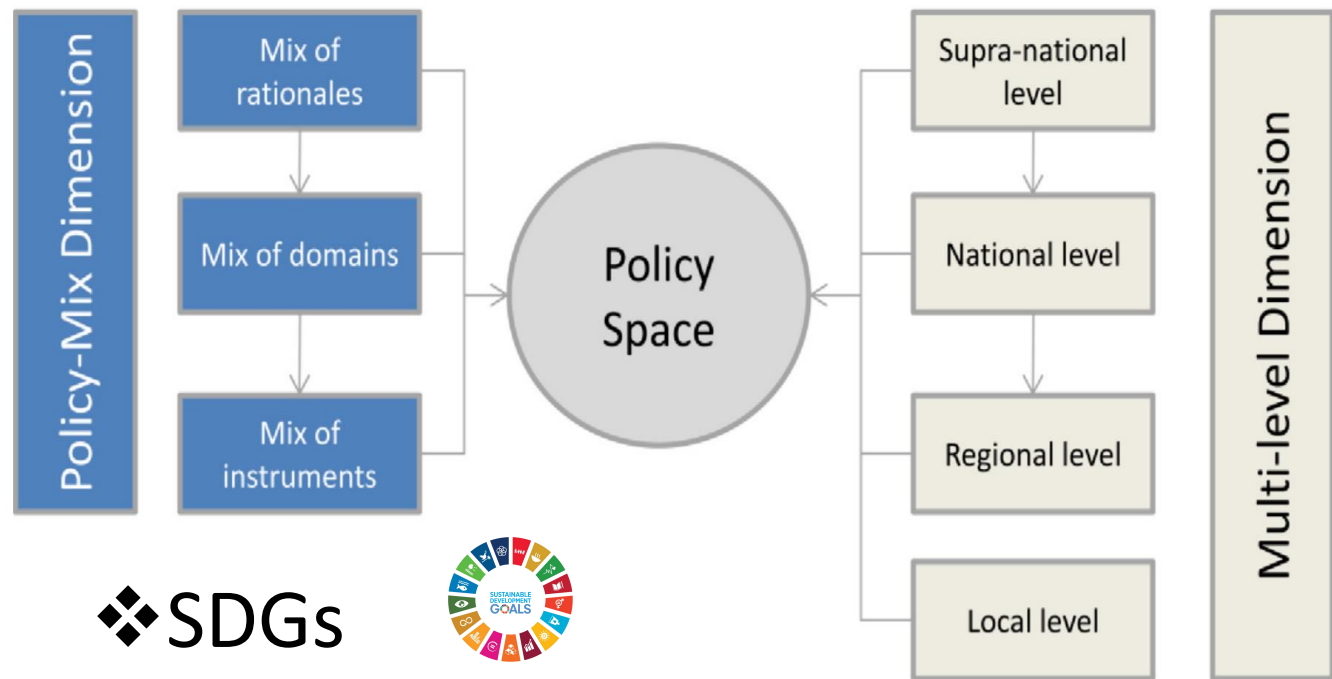 Policy-Mix Dimension
Mix of
rationales
Mix of domains
Mix of
instruments
Policy
Space
Supra-national
level
National level
Regional level
Local level
Multi-level Dimension
❖SDGs
SUSTAINABLE
DEVELOPMENT
GOALS